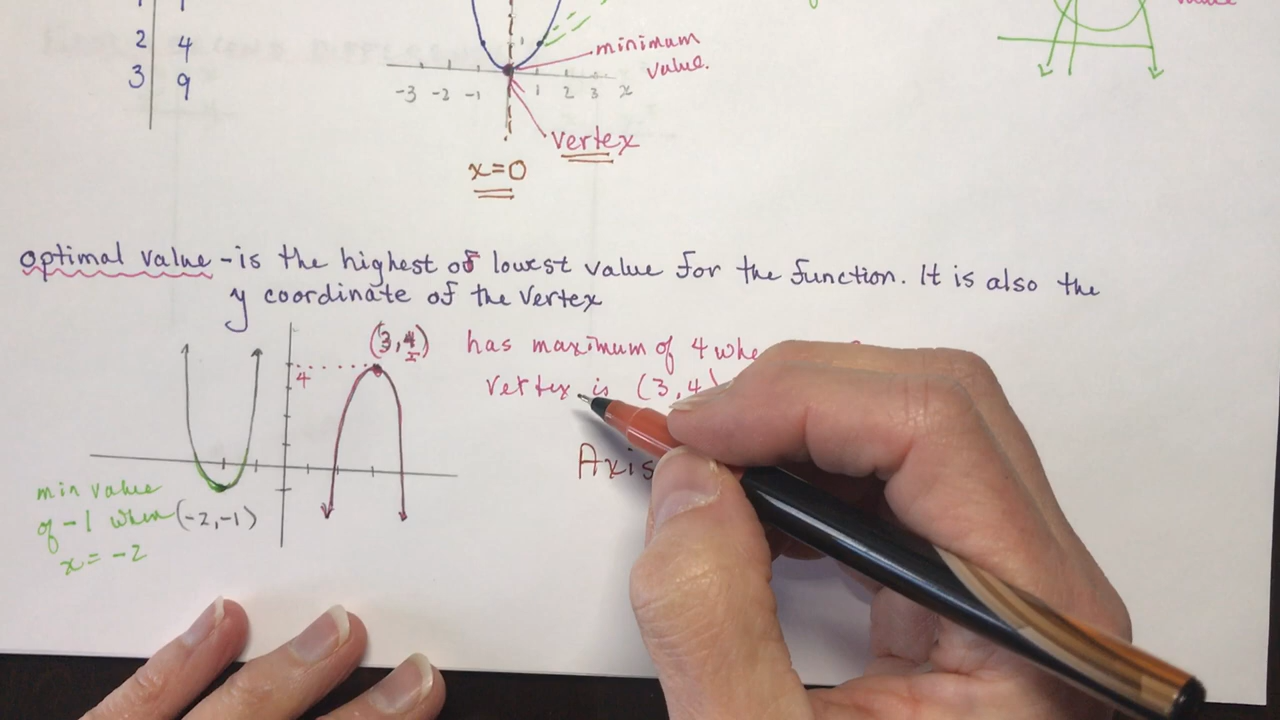 2 4
3 9
minimum
value.
-3 -2 -1 1 2 3 x
vertex
x=0
optimal value - is the highest of lowest value for the function. It is also the
y coordinate of the vertex
(3,4) has maximum of 4 whe
4
vertex is (3,4)
Axis
min value
of -1 when (-2,-1)
x = -2